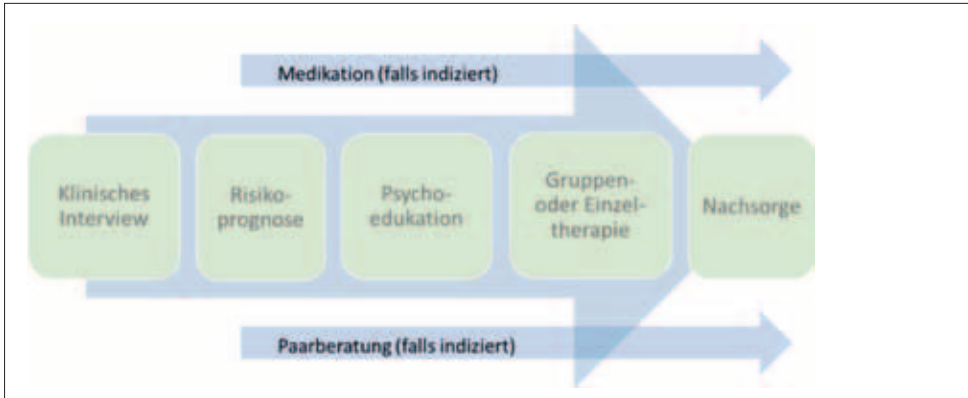 Medikation (falls indiziert)
Klinisches
Interview
Risiko-
prognose
Psycho-
edukation
Gruppen-
oder Einzel-
therapie
Nachsorge
Paarberatung (falls indiziert)